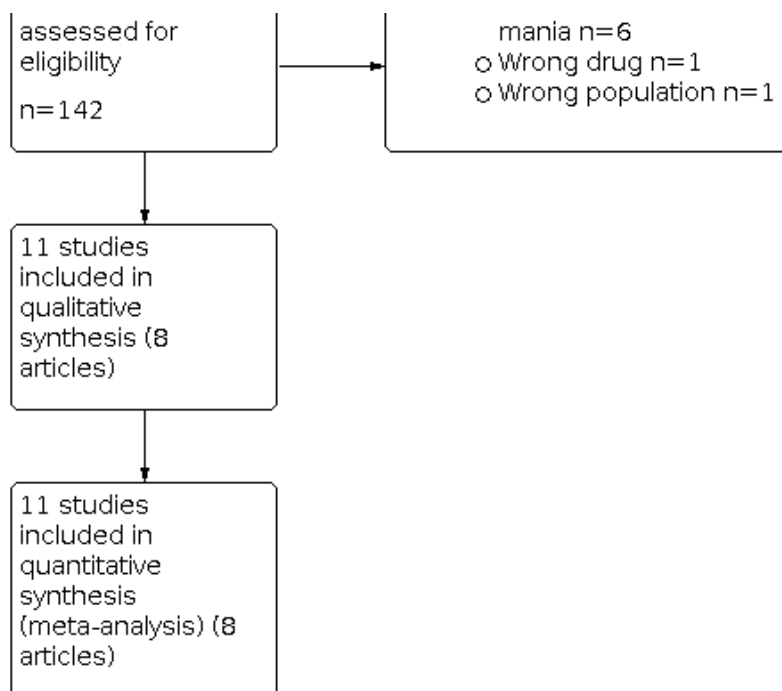 assessed for
eligibility
n=142
mania n=6
○ Wrong drug n=1
○ Wrong population n=1
11 studies
included in
qualitative
synthesis (8
articles)
11 studies
included in
quantitative
synthesis
(meta-analysis) (8
articles)